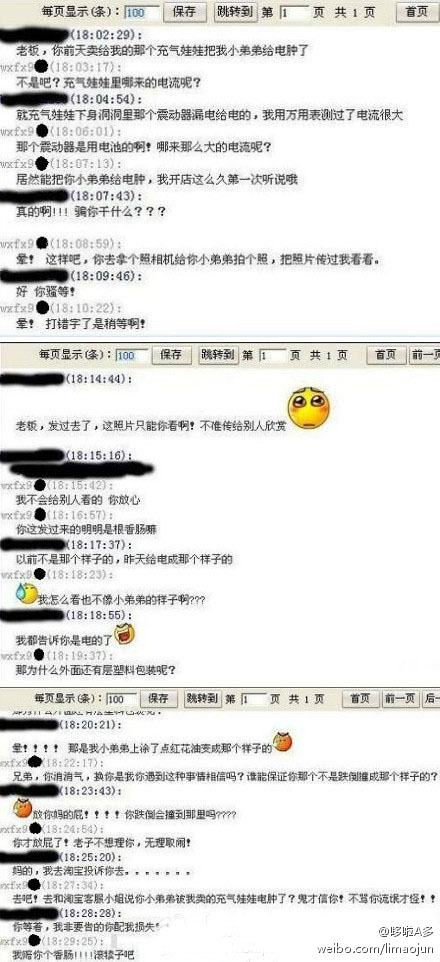 每页显示(条)：100 保存 跳转到 第 1 页 共 1 页 首页
(18:02:29)：
老板，你前天卖给我的那个充气娃娃把我小弟弟给电肿了
wxfx9 (18:03:17)：
不是吧？充气娃娃里哪来的电流呢？
(18:04:54)：
就充气娃娃下身洞洞里那个震动器漏电给电的，我用万用表测过了电流很大
wxfx9 (18:06:01)：
那个震动器是用电池的啊！哪来那么大的电流呢？
wxfx9 (18:07:13)：
居然能把你小弟弟给电肿，我开店这么久第一次听说哦
(18:07:43)：
真的啊!!! 骗你干什么？？？
wxfx9 (18:08:59)：
晕！ 这样吧，你去拿个照相机给你小弟弟拍个照，把照片传过我看看。
(18:09:46)：
好 你骚等！
wxfx9 (18:10:22)：
晕！ 打错字了是稍等啊！
每页显示(条)：100 保存 跳转到 第 1 页 共 1 页 首页 前一页
(18:14:44)：
老板，发过去了，这照片只能你看啊！不准传给别人欣赏
(18:15:16)：
wxfx9 (18:15:42)：
我不会给别人看的 你放心
wxfx9 (18:16:57)：
你这发过来的明明是根香肠嘛
(18:17:37)：
以前不是那个样子的，昨天给电成那个样子的
wxfx9 (18:18:23)：
我怎么看也不像小弟弟的样子啊???
(18:18:55)：
我都告诉你是电的了
wxfx9 (18:19:37)：
那为什么外面还有层塑料包装呢？
每页显示(条)：100 保存 跳转到 第 1 页 共 1 页 首页 前一页 后一
那为什么外面还有层塑料包装呢？
(18:20:21)：
晕！！！！ 那是我小弟弟上涂了点红花油变成那个样子的
wxfx9 (18:22:17)：
兄弟，你消消气，换你是我你遇到这种事情相信吗？谁能保证你那个不是跌倒撞成那个样子的？
(18:23:43)：
放你妈的屁！！！！你跌倒会撞到那里吗????
wxfx9 (18:24:54)：
你才放屁了！老子不想理你，无理取闹！
(18:25:20)：
妈的，我去淘宝投诉你去。。。。。。。
wxfx9 (18:27:34)：
去吧！去和淘宝客服小姐说你小弟弟被我卖的充气娃娃电肿了？鬼才信你！不骂你流氓才怪！！
(18:28:28)：
你等着，我非要告的你配我损失！
wxfx9 (18:29:25)：
我赔你个香肠!!!!滚犊子吧
@哆啦A多
weibo.com/limaojun